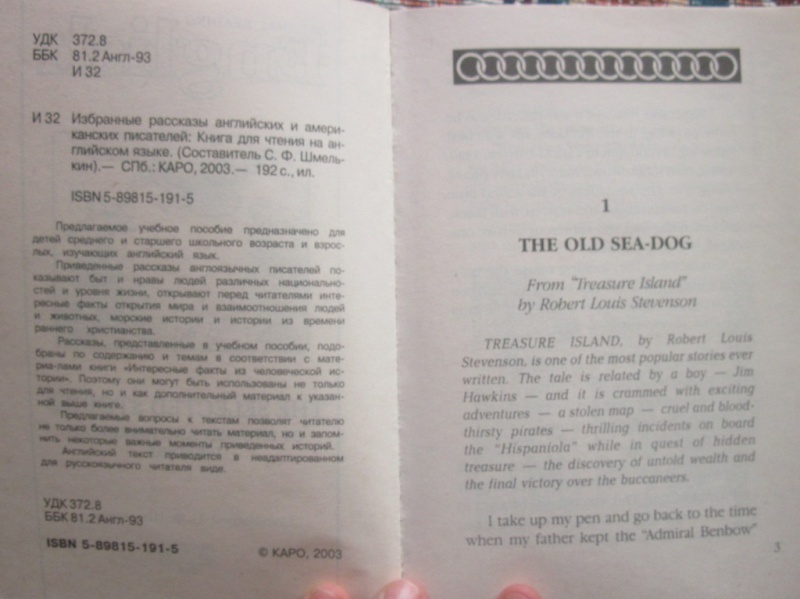 УДК 372.8
ББК 81.2 Англ-93
И 32
И 32 Избранные рассказы английских и амери-
канских писателей: Книга для чтения на ан-
глийском языке. (Составитель С. Ф. Шмель-
кин).— СПб.: КАРО, 2003.— 192 с., ил.
ISBN 5-89815-191-5
Предлагаемое учебное пособие предназначено для
детей среднего и старшего школьного возраста и взрос-
лых, изучающих английский язык.
Приведенные рассказы англоязычных писателей по-
казывают быт и нравы людей различных национально-
стей и уровня жизни, открывают перед читателями инте-
ресные факты открытия мира и взаимоотношения людей
и животных, морские истории и истории из времени
раннего христианства.
Рассказы, представленные в учебном пособии, подо-
браны по содержанию и темам в соответствии с мате-
риа-лами книги «Интересные факты из человеческой ис-
тории». Поэтому они могут быть использованы не только
для чтения, но и как дополнительный материал к указан-
ной выше книге.
Предлагаемые вопросы к текстам позволят читателю
не только более внимательно читать материал, но и запом-
нить некоторые важные моменты приведенных историй.
Английский текст приводится в неадаптированном
для русскоязычного читателя виде.
УДК 372.8
ББК 81.2 Англ-93
ISBN 5-89815-191-5
© КАРО, 2003
1
THE OLD SEA-DOG
From "Treasure Island"
by Robert Louis Stevenson
TREASURE ISLAND, by Robert Louis
Stevenson, is one of the most popular stories ever
written. The tale is related by a boy — Jim
Hawkins — and it is crammed with exciting
adventures — a stolen map — cruel and blood-
thirsty pirates — thrilling incidents on board
the "Hispaniola" while in quest of hidden
treasure — the discovery of untold wealth and
the final victory over the buccaneers.
I take up my pen and go back to the time
when my father kept the "Admiral Benbow"
3